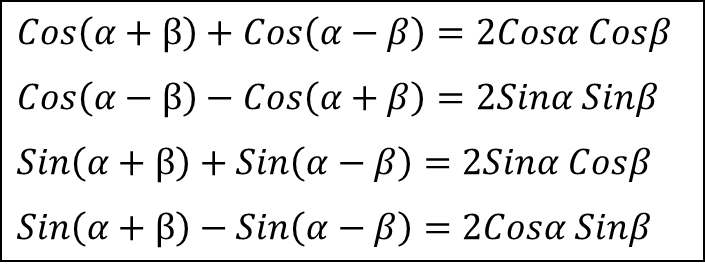 Cos(α + β) + Cos(α − β) = 2Cosα Cosβ
Cos(α − β) − Cos(α + β) = 2Sinα Sinβ
Sin(α + β) + Sin(α − β) = 2Sinα Cosβ
Sin(α + β) − Sin(α − β) = 2Cosα Sinβ